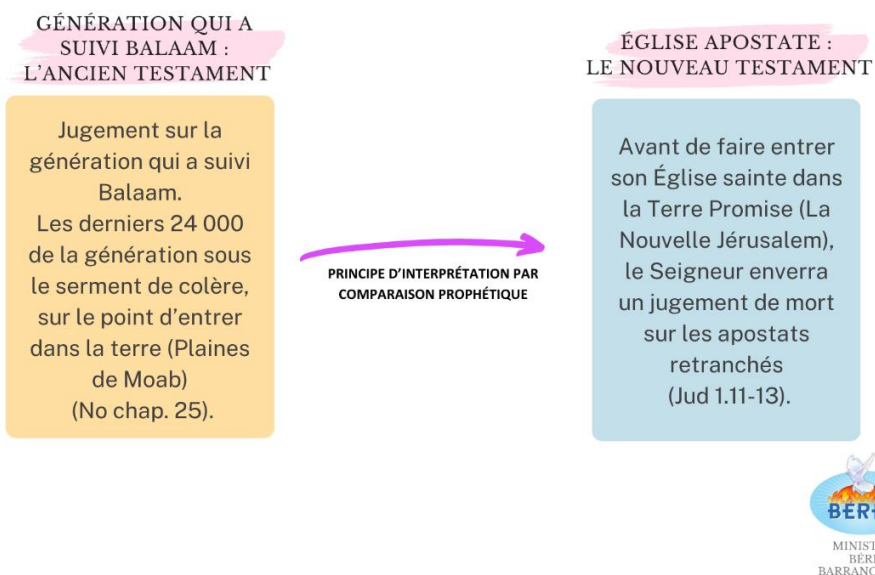 GÉNÉRATION QUI A
SUIVI BALAAM :
L'ANCIEN TESTAMENT
Jugement sur la
génération qui a suivi
Balaam.
Les derniers 24 000
de la génération sous
le serment de colère,
sur le point d'entrer
dans la terre (Plaines
de Moab)
(No chap. 25).
PRINCIPE D'INTERPRÉTATION PAR
COMPARAISON PROPHÉTIQUE
ÉGLISE APOSTATE :
LE NOUVEAU TESTAMENT
Avant de faire entrer
son Église sainte dans
la Terre Promise (La
Nouvelle Jérusalem),
le Seigneur enverra
un jugement de mort
sur les apostats
retranchés
(Jud 1.11-13).